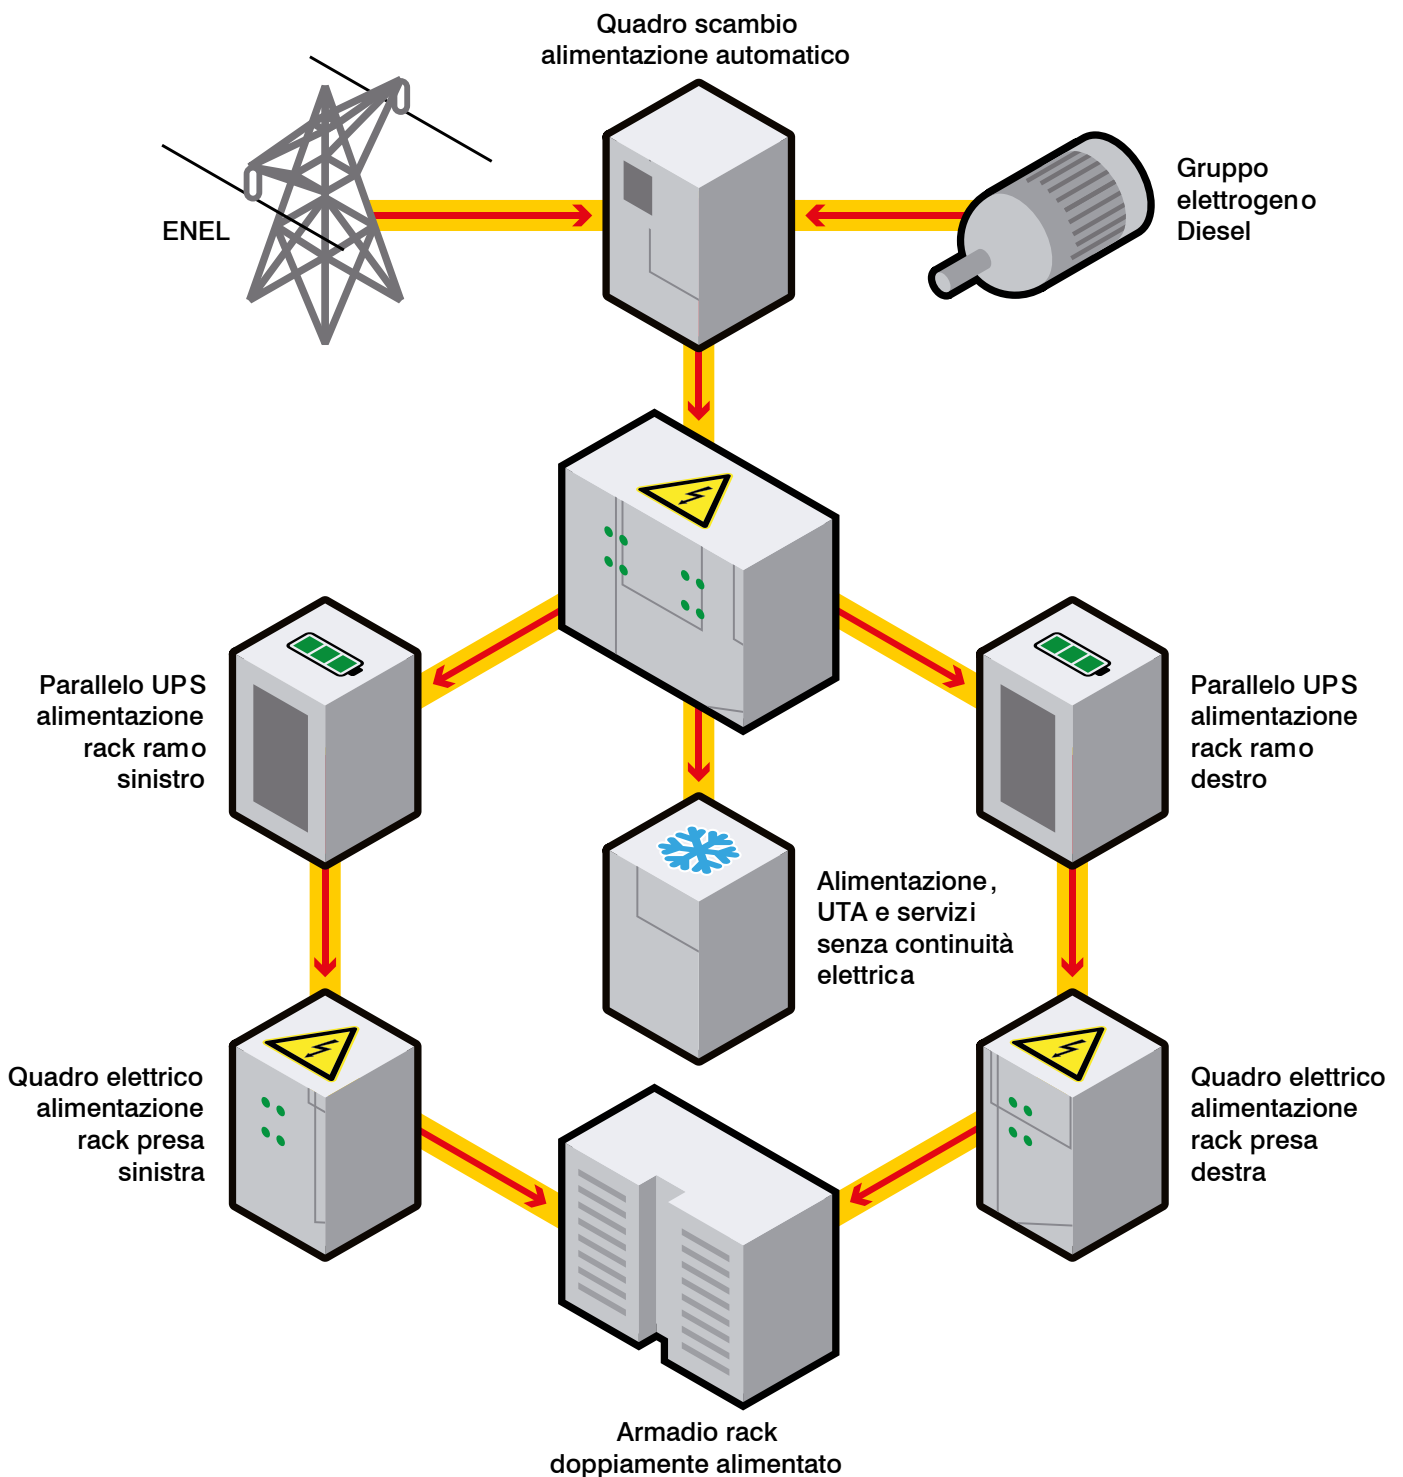 Quadro scambio
alimentazione automatico
ENEL
Gruppo
elettrogeno
Diesel
Parallelo UPS
alimentazione
rack ramo
sinistro
Parallelo UPS
alimentazione
rack ramo
destro
Alimentazione,
UTA e servizi
senza continuità
elettrica
Quadro elettrico
alimentazione
rack presa
sinistra
Quadro elettrico
alimentazione
rack presa
destra
Armadio rack
doppiamente alimentato